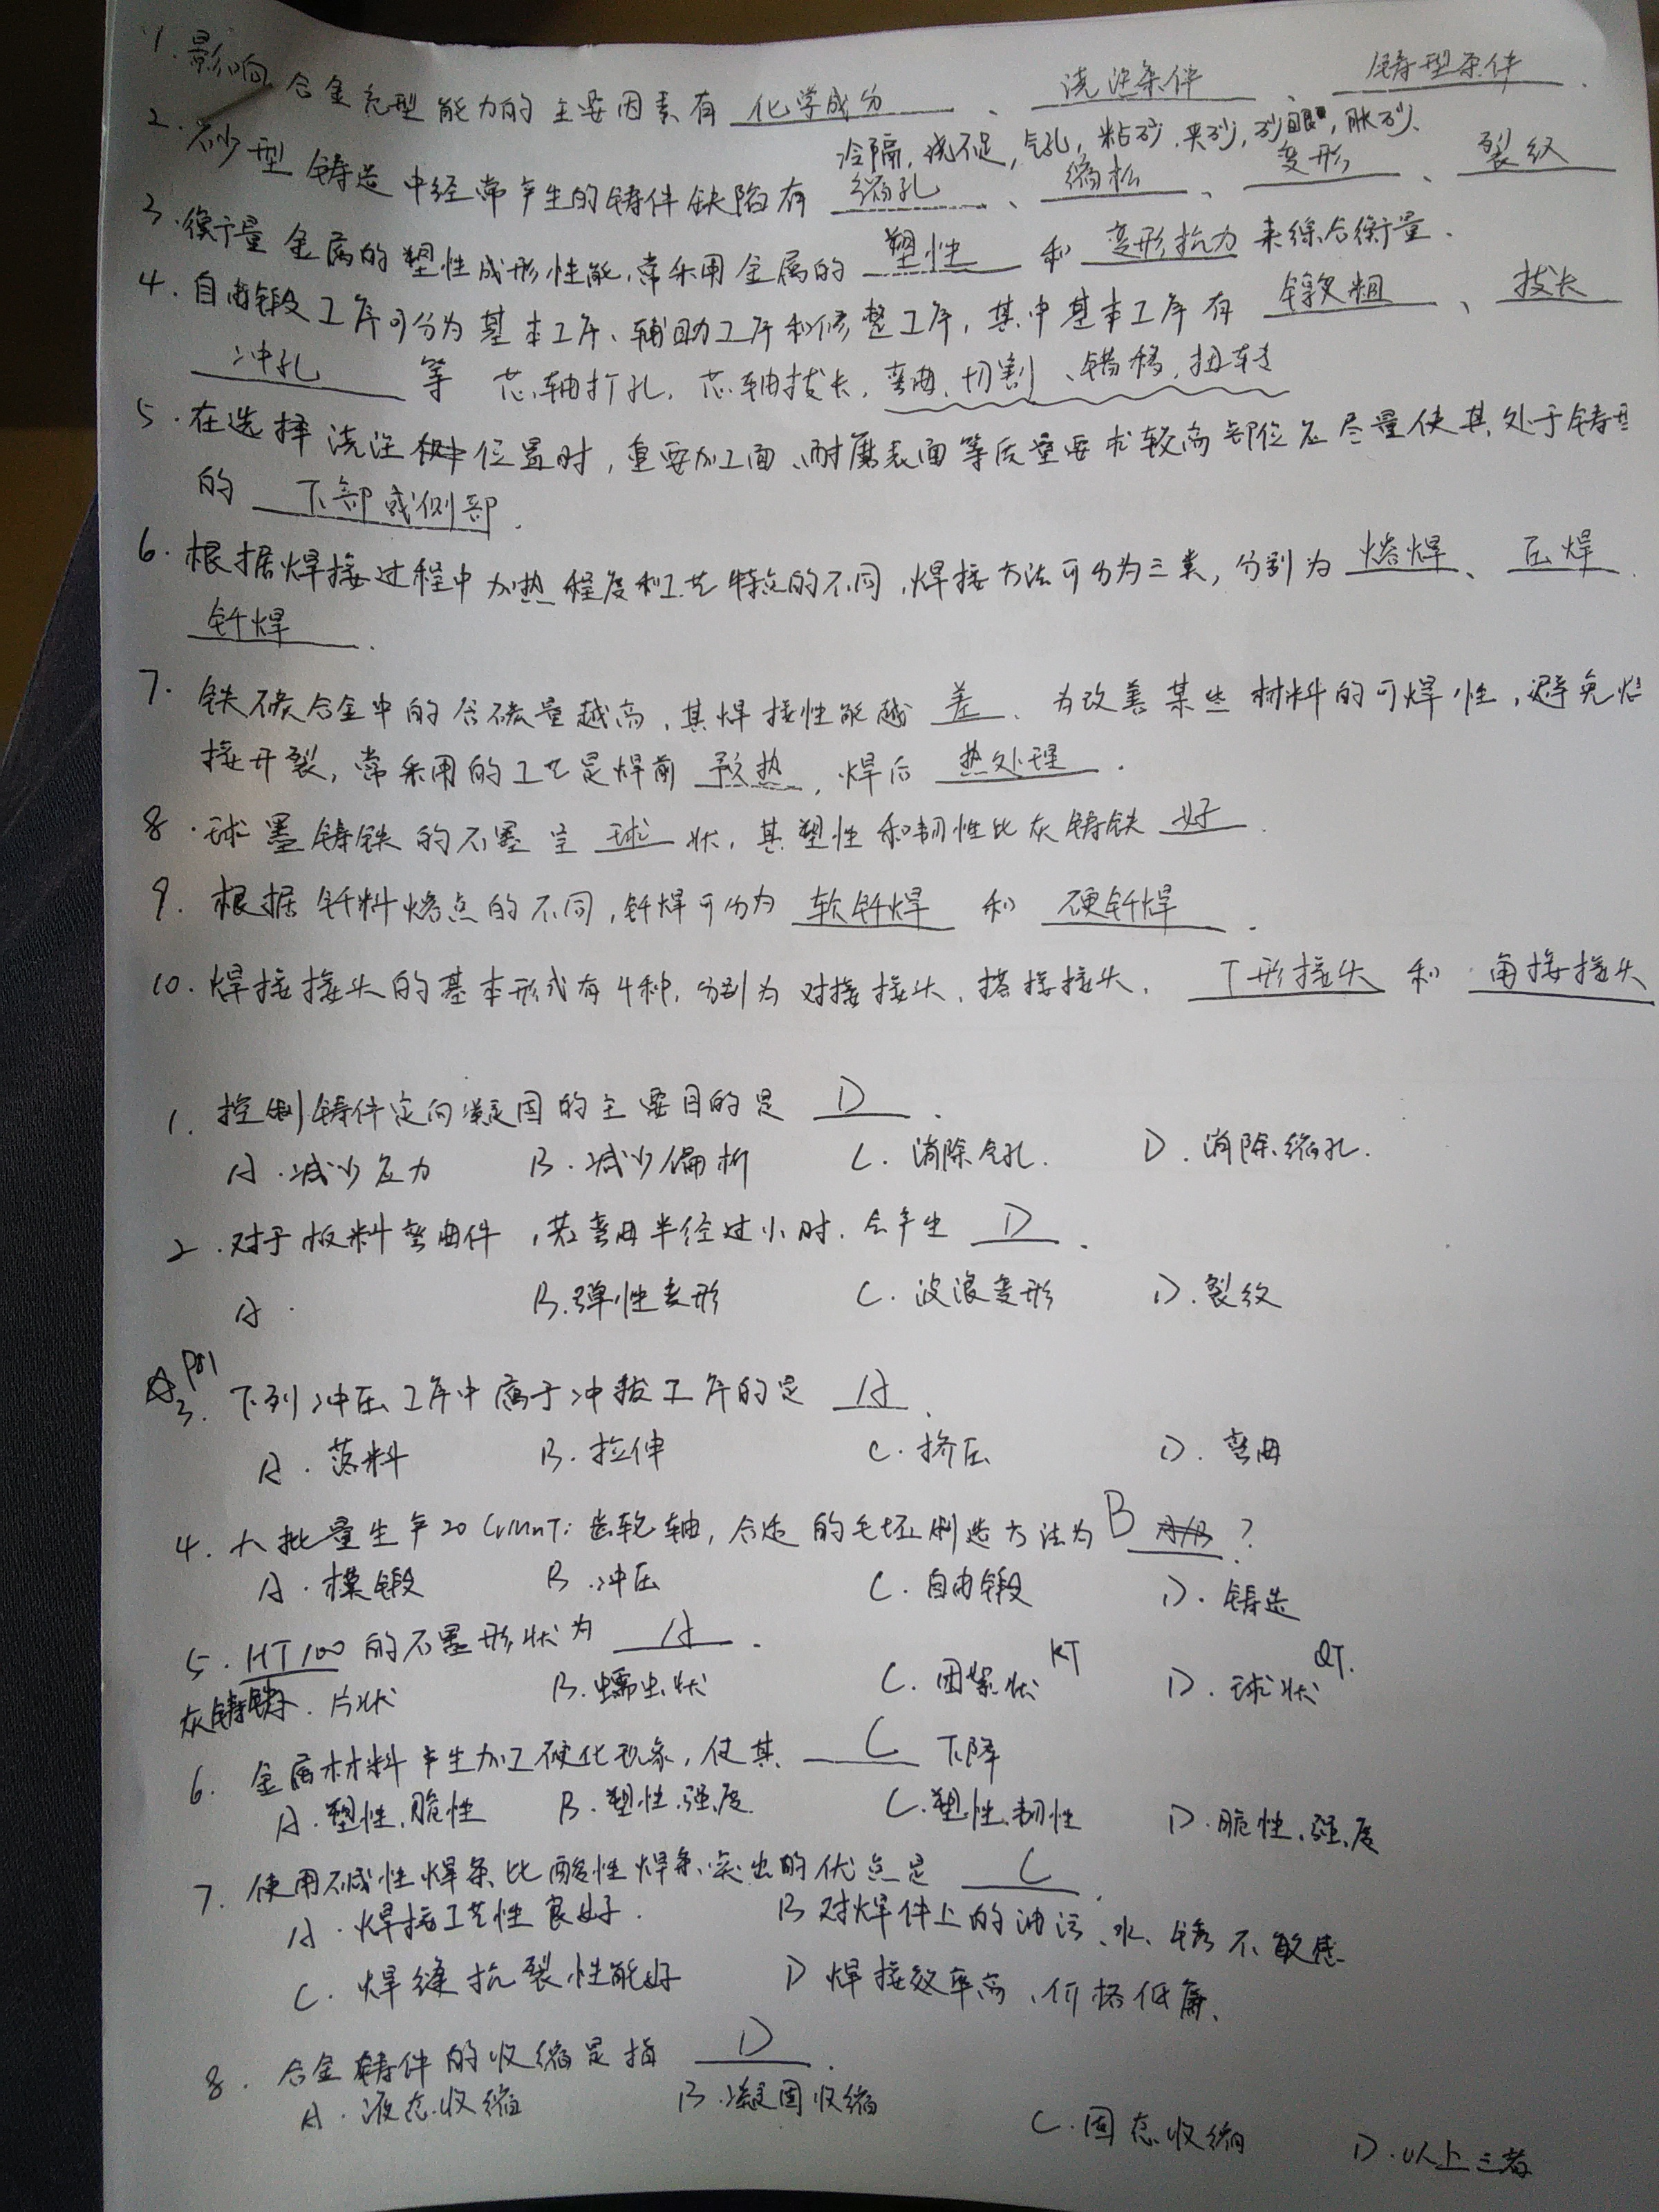 1. 影响合金充型能力的主要因素有 化学成分 、 浇注条件 、 铸型条件 .
冷隔, 浇不足, 气孔, 粘砂, 夹砂, 砂眼, 胀砂.
2. 砂型铸造中经常产生的铸件缺陷有 缩孔 、 缩松 、 变形 、 裂纹
3. 衡量金属的塑性成形性能, 常采用金属的 塑性 和 变形抗力 来综合衡量.
4. 自由锻工序可分为基本工序、辅助工序和修整工序, 其中基本工序有 镦粗 、 拔长
冲孔 等 芯轴扩孔, 芯轴拔长, 弯曲, 切割、错移, 扭转
5. 在选择浇注位置时, 重要加工面、耐磨表面等质量要求较高部位应尽量使其处于铸型
的 下部或侧部 .
6. 根据焊接过程中加热程度和工艺特点的不同, 焊接方法可分为三类, 分别为 熔焊 、 压焊 .
钎焊 .
7. 铁碳合金中的含碳量越高, 其焊接性能越 差 、为改善某些材料的可焊性, 避免焊
接开裂, 常采用的工艺是焊前 预热 , 焊后 热处理 .
8. 球墨铸铁的石墨呈 球 状, 其塑性和韧性比灰铸铁 好 .
9. 根据钎料熔点的不同, 钎焊可分为 软钎焊 和 硬钎焊 .
10. 焊接接头的基本形式有4种, 分别为对接接头、搭接接头、 T形接头 和 角接接头
1. 控制铸件定向凝固的主要目的是 D .
A. 减少应力 B. 减少偏析 C. 消除气孔. D. 消除缩孔.
2. 对于板料弯曲件, 若弯曲半径过小时, 会产生 D .
A. B. 弹性变形 C. 波浪变形 D. 裂纹
☆ 3. 下列冲压工序中属于冲裁工序的是 A .
A. 落料 B. 拉伸 C. 挤压 D. 弯曲
4. 大批量生产20CrMnTi齿轮轴, 合适的毛坯制造方法为 B ?
A. 模锻 B. 冲压 C. 自由锻 D. 铸造
5. HT100 的石墨形状为 A .
灰铸铁. 片状 B. 蠕虫状 C. 团絮状 KT D. 球状 QT.
6. 金属材料产生加工硬化现象, 使其 C 下降
A. 塑性, 脆性 B. 塑性, 强度 C. 塑性, 韧性 D. 脆性、强度
7. 使用碱性焊条比酸性焊条突出的优点是 C .
A. 焊接工艺性良好. B 对焊件上的油污、水、锈不敏感
C. 焊缝抗裂性能好 D 焊接效率高、价格低廉、
8. 合金铸件的收缩是指 D .
A. 液态收缩 B. 凝固收缩 C. 固态收缩 D. 以上三者